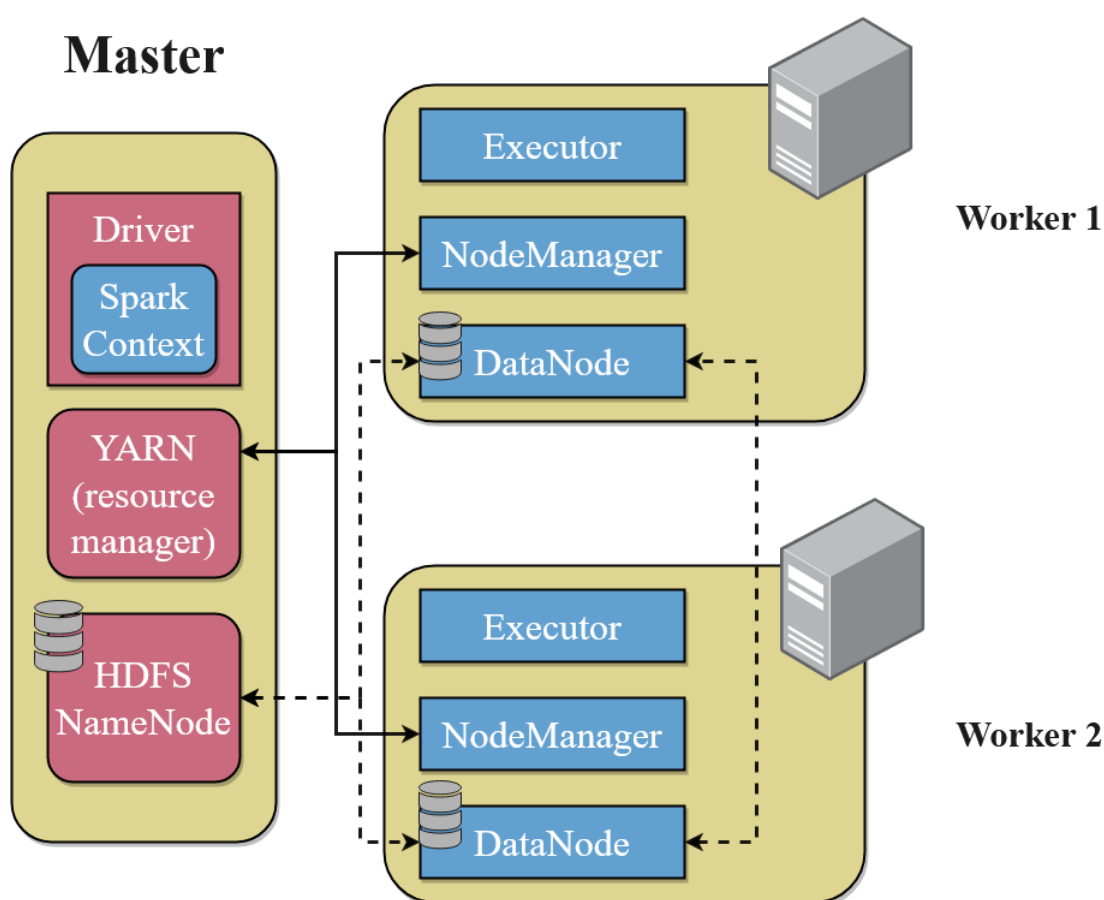 Master
Driver
Spark
Context
YARN
(resource
manager)
HDFS
NameNode
Executor
NodeManager
DataNode
Worker 1
Executor
NodeManager
DataNode
Worker 2